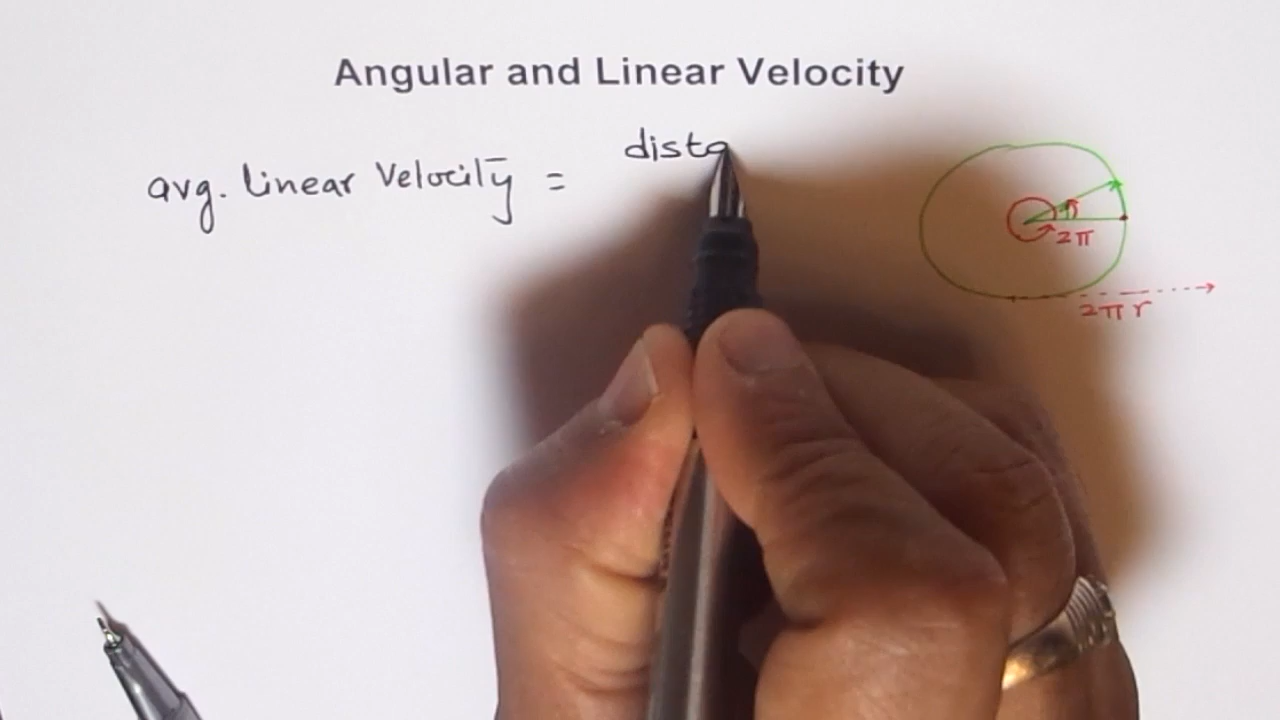 Angular and Linear Velocity
dista
avg. linear Velocity =
2π
2πr